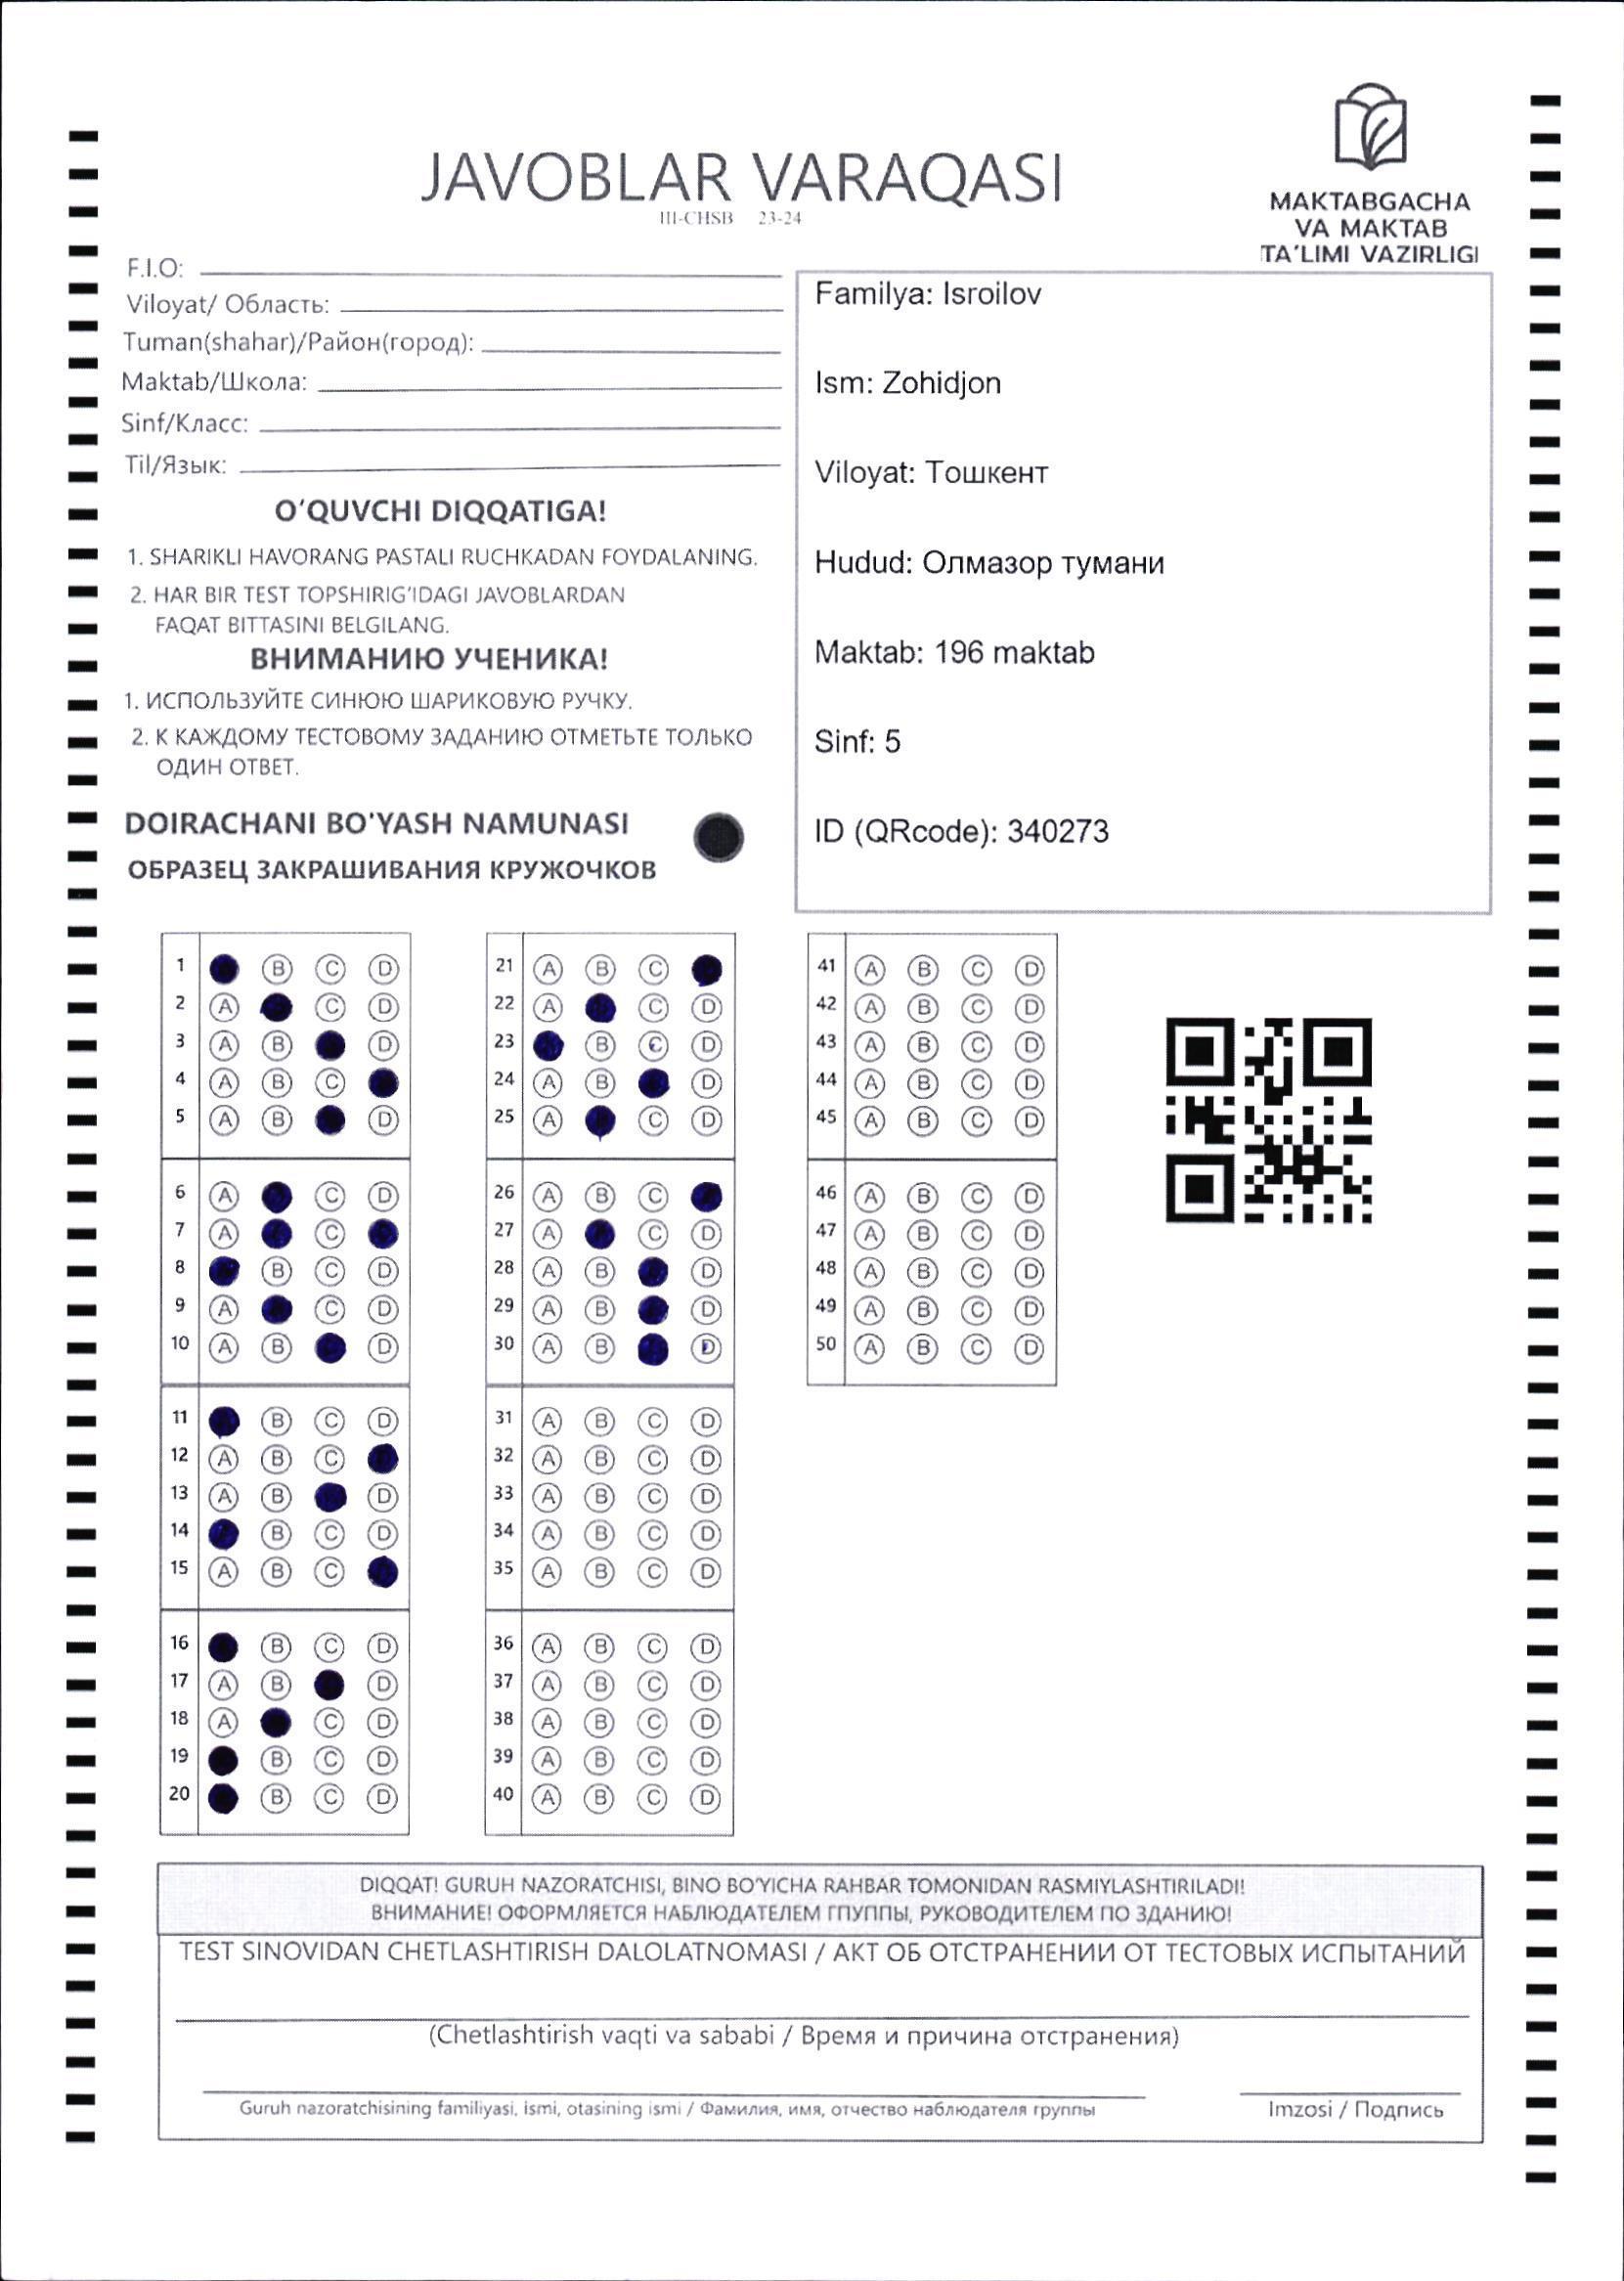 JAVOBLAR VARAQASI
III-CHSB 23-24
MAKTABGACHA
VA MAKTAB
TA'LIMI VAZIRLIGI
F.I.O:
Viloyat/ Область:
Tuman(shahar)/Район(город):
Maktab/Школа:
Sinf/Класс:
Til/Язык:
O'QUVCHI DIQQATIGA!
1. SHARIKLI HAVORANG PASTALI RUCHKADAN FOYDALANING.
2. HAR BIR TEST TOPSHIRIG'IDAGI JAVOBLARDAN
FAQAT BITTASINI BELGILANG.
ВНИМАНИЮ УЧЕНИКА!
1. ИСПОЛЬЗУЙТЕ СИНЮЮ ШАРИКОВУЮ РУЧКУ.
2. К КАЖДОМУ ТЕСТОВОМУ ЗАДАНИЮ ОТМЕТЬТЕ ТОЛЬКО
ОДИН ОТВЕТ.
DOIRACHANI BO'YASH NAMUNASI
ОБРАЗЕЦ ЗАКРАШИВАНИЯ КРУЖОЧКОВ
Familya: Isroilov
Ism: Zohidjon
Viloyat: Тошкент
Hudud: Олмазор тумани
Maktab: 196 maktab
Sinf: 5
ID (QRcode): 340273
1 B C D
2 A C D
3 A B D
4 A B C
5 A B D
6 A C D
7 A C
8 B C D
9 A C D
10 A B D
11 B C D
12 A B C
13 A B D
14 B C D
15 A B C
16 B C D
17 A B D
18 A C D
19 B C D
20 B C D
21 A B C
22 A C D
23 B C D
24 A B D
25 A C D
26 A B C
27 A C D
28 A B D
29 A B D
30 A B D
31 A B C D
32 A B C D
33 A B C D
34 A B C D
35 A B C D
36 A B C D
37 A B C D
38 A B C D
39 A B C D
40 A B C D
41 A B C D
42 A B C D
43 A B C D
44 A B C D
45 A B C D
46 A B C D
47 A B C D
48 A B C D
49 A B C D
50 A B C D
DIQQAT! GURUH NAZORATCHISI, BINO BO'YICHA RAHBAR TOMONIDAN RASMIYLASHTIRILADI!
ВНИМАНИЕ! ОФОРМЛЯЕТСЯ НАБЛЮДАТЕЛЕМ ГПУППЫ, РУКОВОДИТЕЛЕМ ПО ЗДАНИЮ!
TEST SINOVIDAN CHETLASHTIRISH DALOLATNOMASI / АКТ ОБ ОТСТРАНЕНИИ ОТ ТЕСТОВЫХ ИСПЫТАНИЙ
(Chetlashtirish vaqti va sababi / Время и причина отстранения)
Guruh nazoratchisining familiyasi, ismi, otasining ismi / Фамилия, имя, отчество наблюдателя группы
Imzosi / Подпись